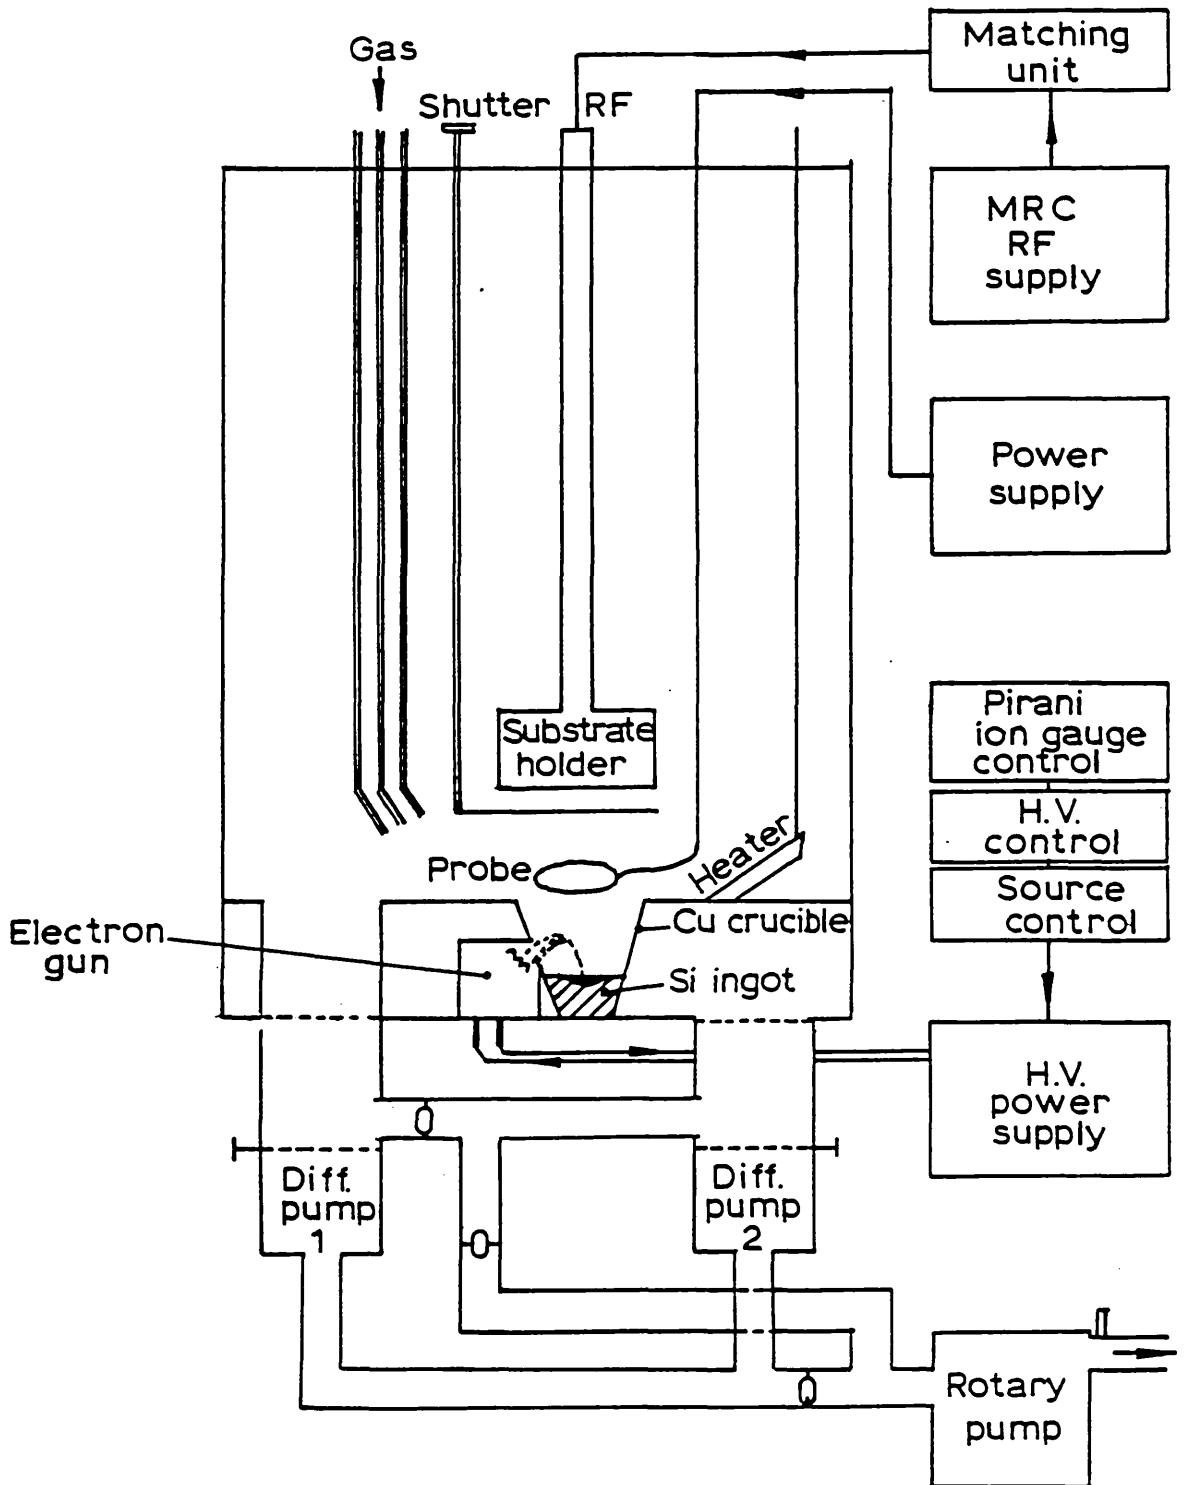 Gas
Shutter
RF
Matching
unit
MRC
RF
supply
Power
supply
Substrate
holder
Pirani
ion gauge
control
H.V.
control
Source
control
Probe
Heater
Electron
gun
Cu crucible
Si ingot
H.V.
power
supply
Diff.
pump
1
Diff.
pump
2
Rotary
pump